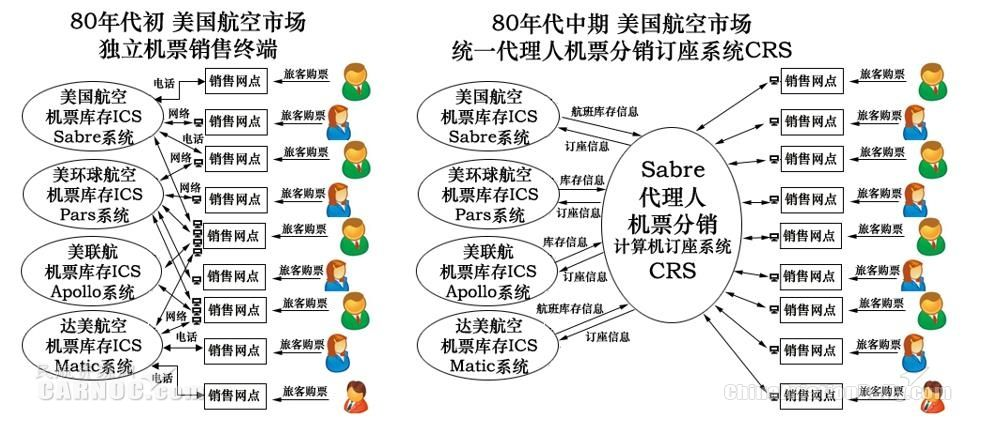 80年代初 美国航空市场
独立机票销售终端
美国航空
机票库存ICS
Sabre系统
美环球航空
机票库存ICS
Pars系统
美联航
机票库存ICS
Apollo系统
达美航空
机票库存ICS
Matic系统
电话
网络
电话
网络
网络
网络
电话
电话
销售网点
旅客购票
销售网点
旅客购票
销售网点
旅客购票
销售网点
旅客购票
销售网点
旅客购票
销售网点
旅客购票
销售网点
旅客购票
销售网点
旅客购票
销售网点
旅客购票
CARNOC.com
80年代中期 美国航空市场
统一代理人机票分销订座系统CRS
美国航空
机票库存ICS
Sabre系统
美环球航空
机票库存ICS
Pars系统
美联航
机票库存ICS
Apollo系统
达美航空
机票库存ICS
Matic系统
航班库存信息
订座信息
库存信息
订座信息
库存信息
订座信息
航班库存信息
订座信息
Sabre
代理人
机票分销
计算机订座系统
CRS
销售网点
旅客购票
销售网点
旅客购票
销售网点
旅客购票
销售网点
旅客购票
销售网点
旅客购票
销售网点
旅客购票
销售网点
旅客购票
销售网点
旅客购票
销售网点
旅客购票